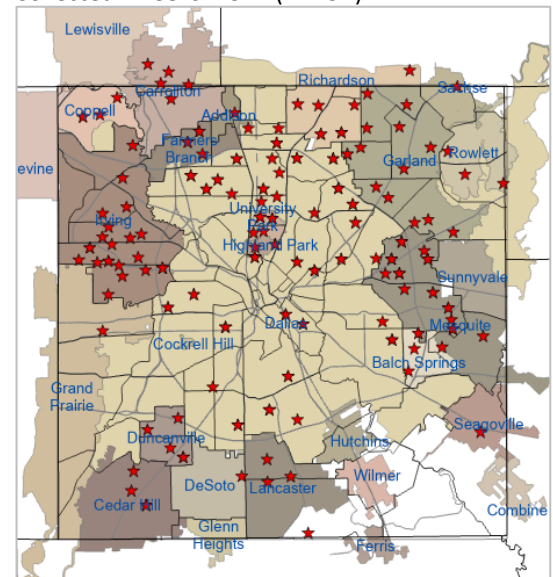 Lewisville
Richardson
Sachse
Carrollton
Coppell
Addison
Farmers
Branch
Garland
Rowlett
evine
Irving
University
Park
Highland Park
Sunnyvale
Dallas
Mesquite
Cockrell Hill
Balch Springs
Grand
Prairie
Seagoville
Duncanville
Hutchins
Wilmer
DeSoto
Lancaster
Cedar Hill
Combine
Glenn
Heights
Ferris